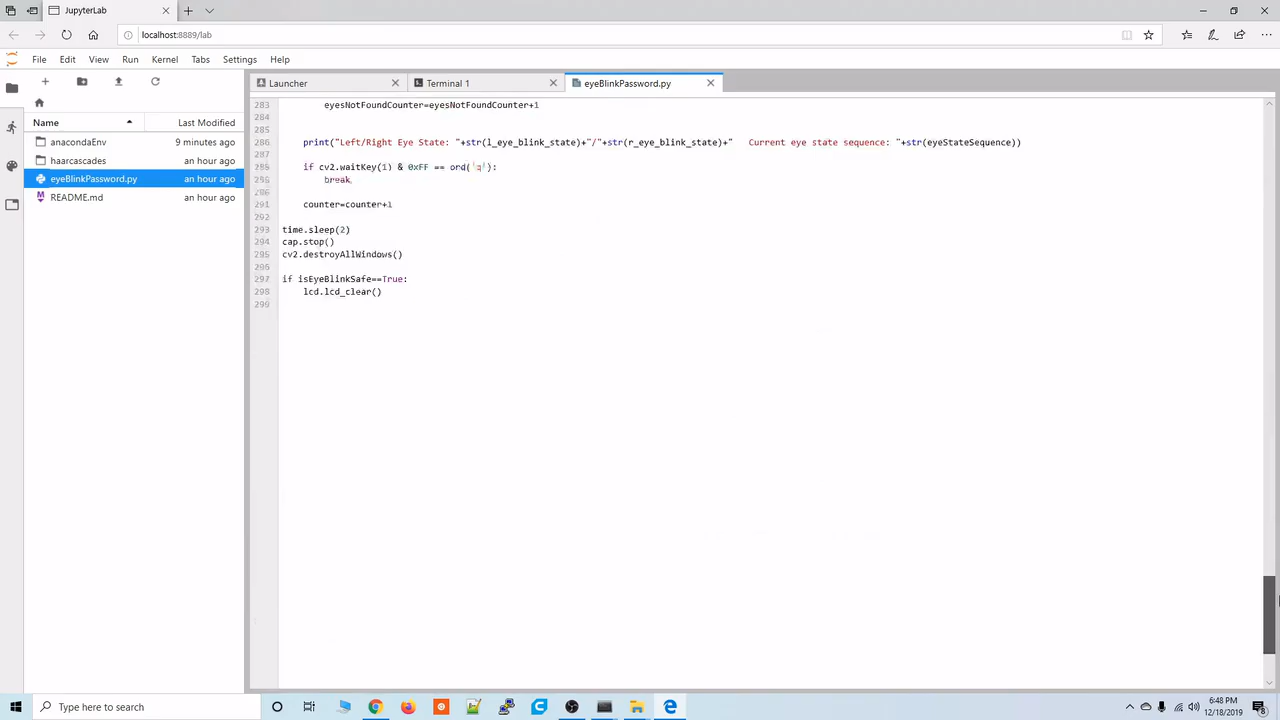 JupyterLab
localhost:8889/lab
File Edit View Run Kernel Tabs Settings Help
Launcher
Terminal 1
eyeBlinkPassword.py
Name Last Modified
anacondaEnv 9 minutes ago
haarcascades an hour ago
eyeBlinkPassword.py an hour ago
README.md an hour ago
283 eyesNotFoundCounter=eyesNotFoundCounter+1
284
285
286 print("Left/Right Eye State: "+str(l_eye_blink_state)+"/"+str(r_eye_blink_state)+" Current eye state sequence: "+str(eyeStateSequence))
287
if cv2.waitKey(1) & 0xFF == ord('q'):
break
291 counter=counter+1
292
293 time.sleep(2)
294 cap.stop()
295 cv2.destroyAllWindows()
296
297 if isEyeBlinkSafe==True:
298 lcd.lcd_clear()
299
Type here to search
6:48 PM
12/18/2019